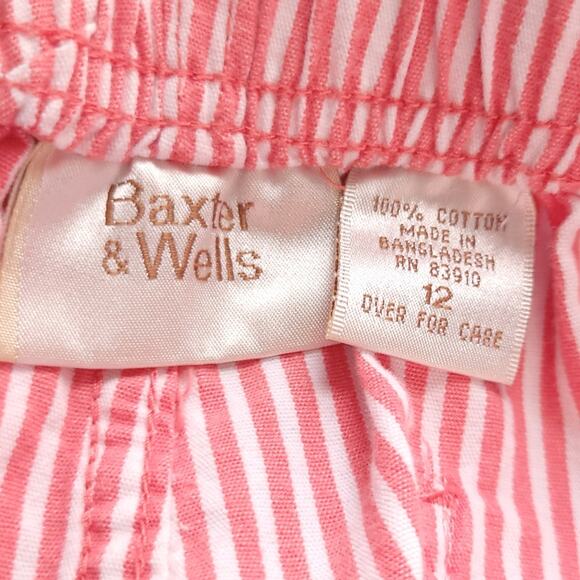 Baxter
& Wells
100% COTTON
MADE IN
BANGLADESH
RN 83910
12
OVER FOR CARE